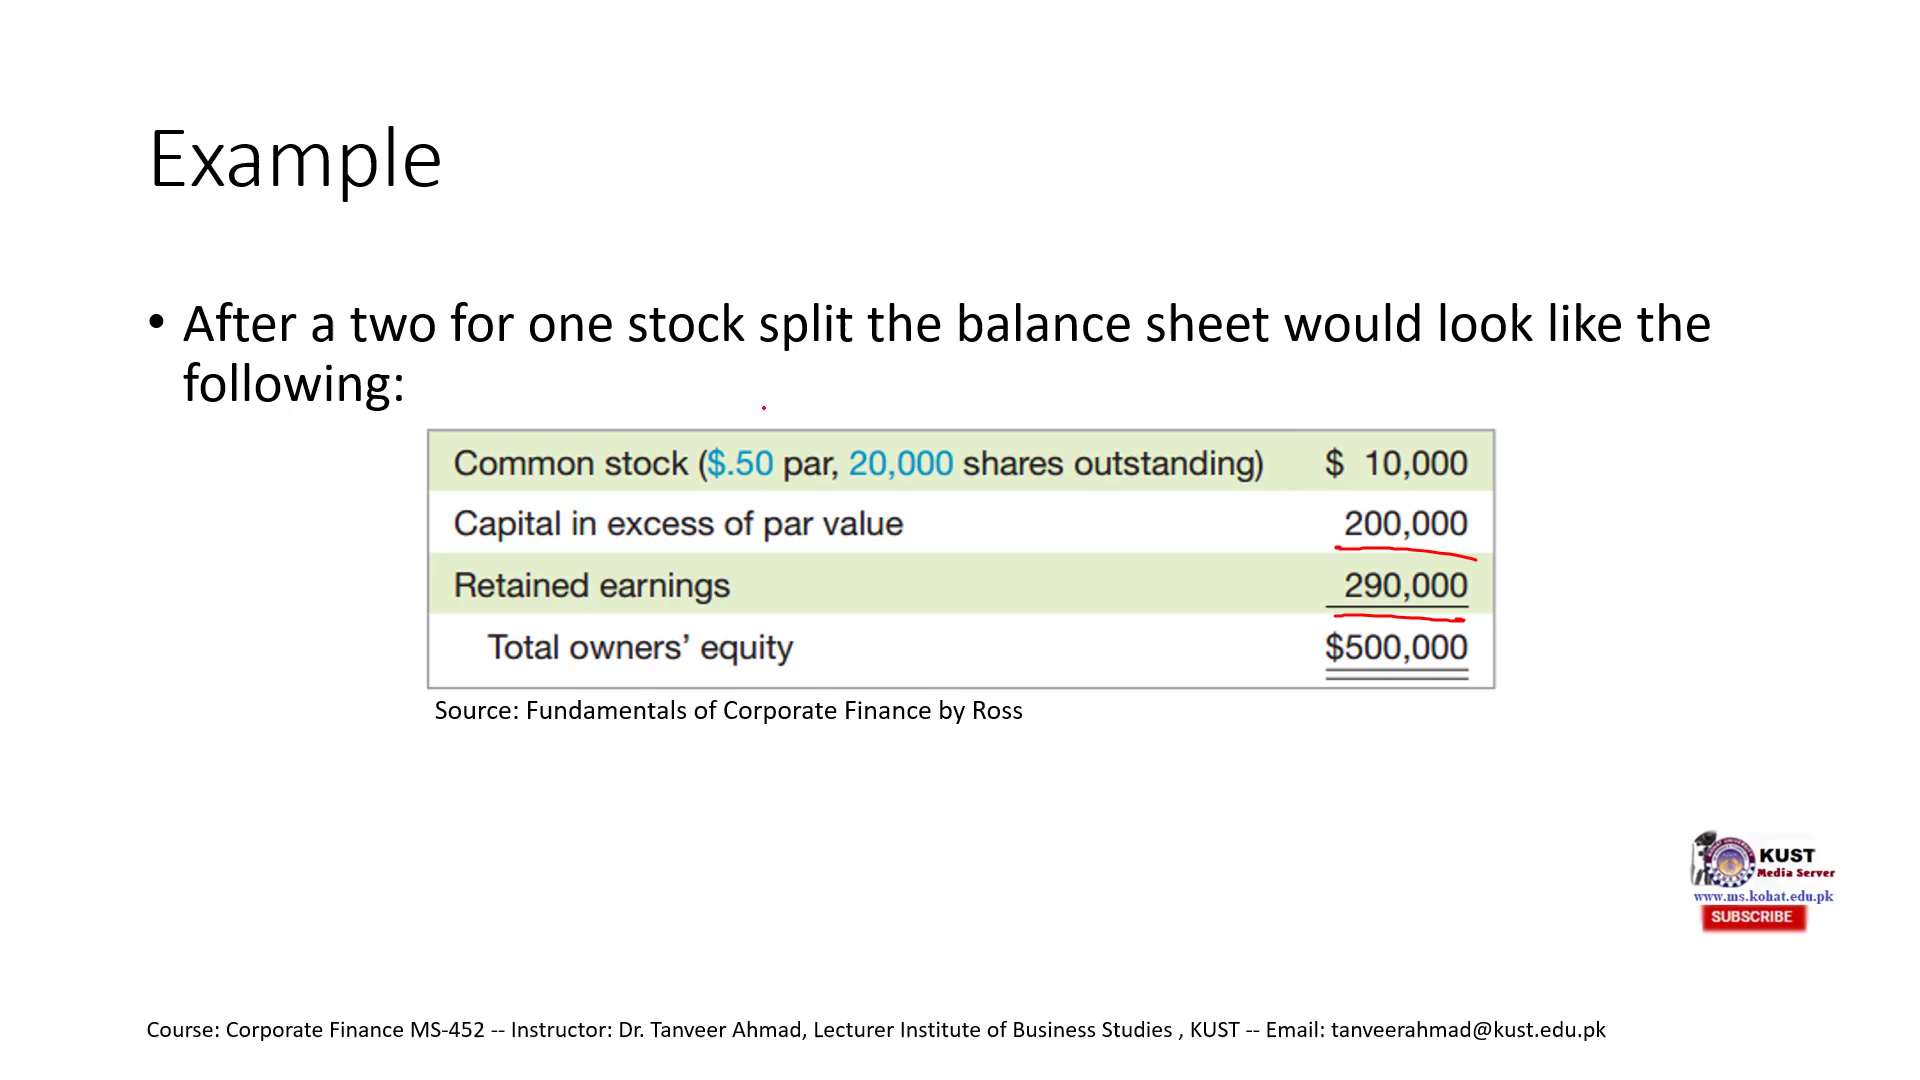 Example
• After a two for one stock split the balance sheet would look like the
following:
Common stock ($.50 par, 20,000 shares outstanding) $ 10,000
Capital in excess of par value 200,000
Retained earnings 290,000
Total owners’ equity $500,000
Source: Fundamentals of Corporate Finance by Ross
KUST
Media Server
www.ms.kohat.edu.pk
SUBSCRIBE
Course: Corporate Finance MS-452 -- Instructor: Dr. Tanveer Ahmad, Lecturer Institute of Business Studies , KUST -- Email: tanveerahmad@kust.edu.pk